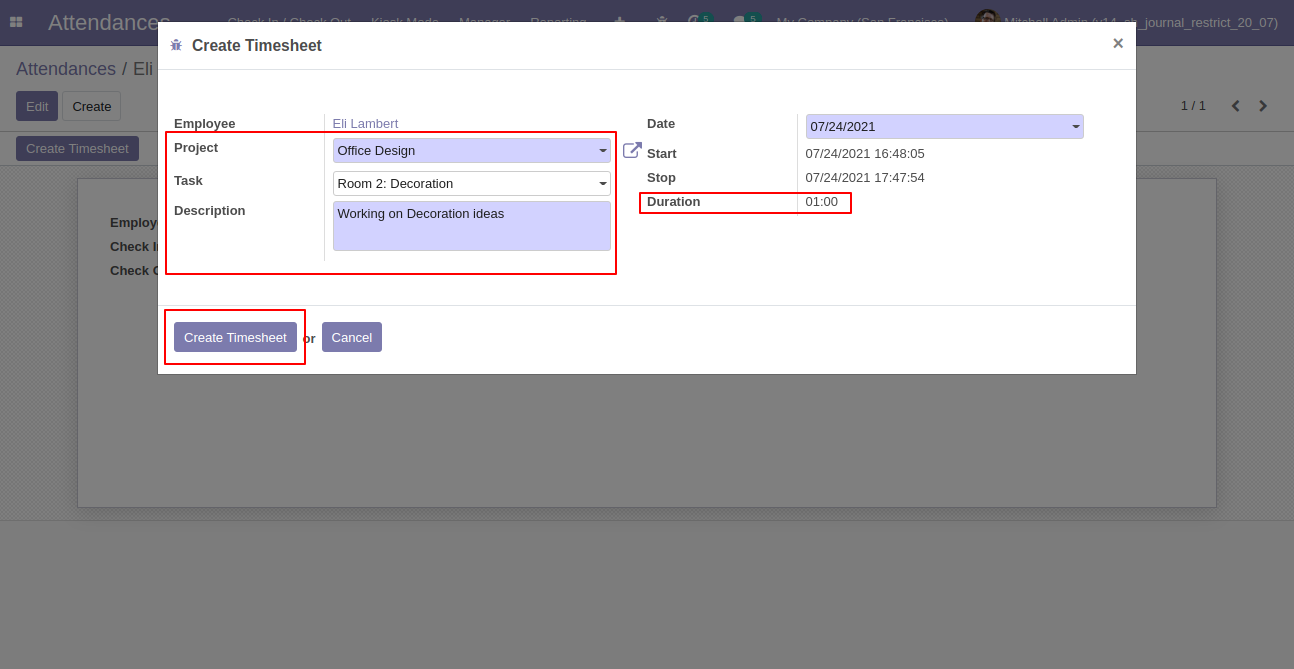 Attendances Check In / Check Out Kiosk Mode Manager Reporting 5 5 My Company (San Francisco) Mitchell Admin
Create Timesheet ×
Attendances / Eli
Edit Create 1 / 1
Create Timesheet
Employee Eli Lambert
Project Office Design
Task Room 2: Decoration
Description Working on Decoration ideas
Date 07/24/2021
Start 07/24/2021 16:48:05
Stop 07/24/2021 17:47:54
Duration 01:00
Employ
Check I
Check
Create Timesheet or Cancel